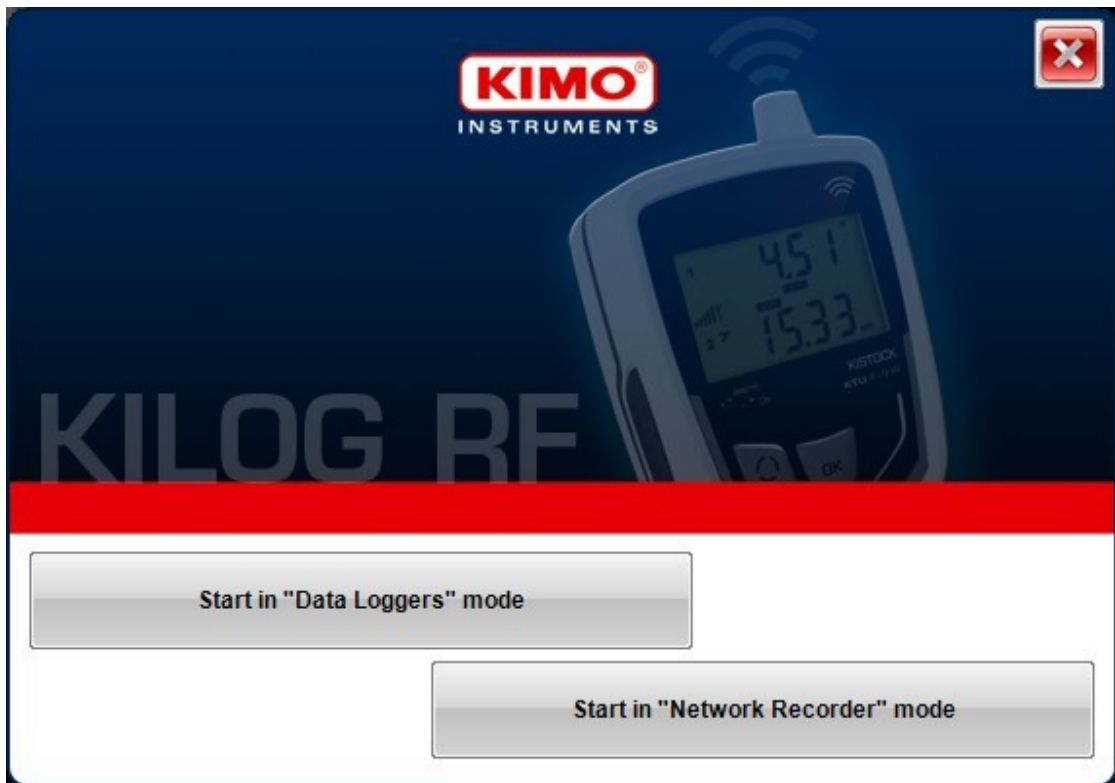 KIMO®
INSTRUMENTS
4.51
15.33
KISTOCK
OK
KILOG RF
Start in "Data Loggers" mode
Start in "Network Recorder" mode